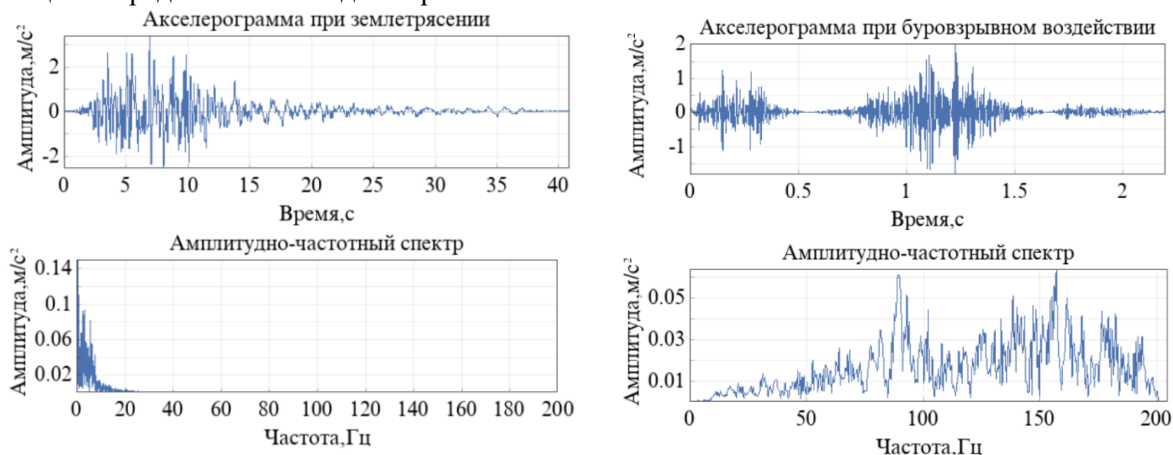 Акселерограмма при землетрясении
Амплитуда,м/с²
2
0
-2
0 5 10 15 20 25 30 35 40
Время,с
Амплитудно-частотный спектр
Амплитуда,м/с²
0.14
0.1
0.06
0.02
0 20 40 60 80 100 120 140 160 180 200
Частота,Гц
Акселерограмма при буровзрывном воздействии
Амплитуда,м/с²
2
1
0
-1
0 0.5 1 1.5 2
Время,с
Амплитудно-частотный спектр
Амплитуда,м/с²
0.05
0.03
0.01
0 50 100 150 200
Частота,Гц